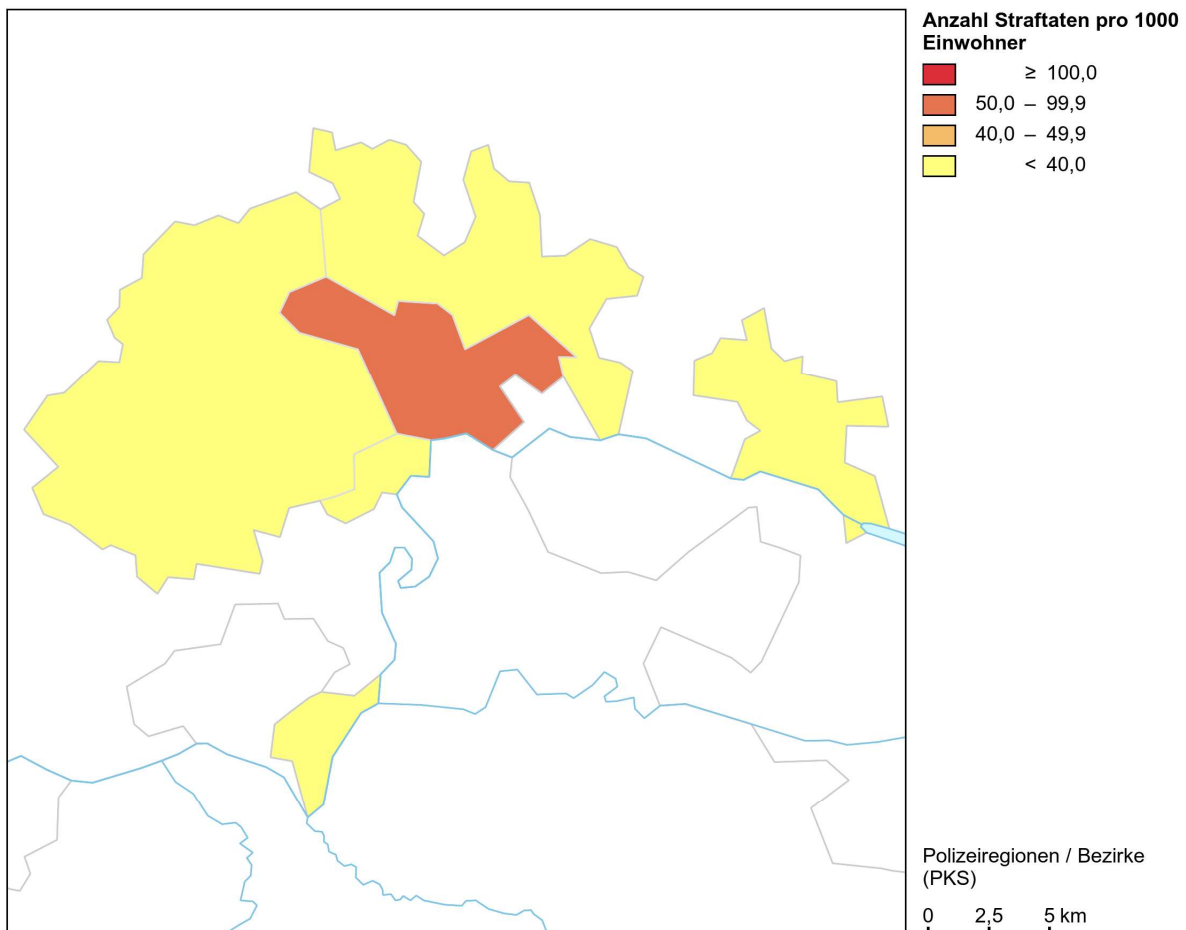 Anzahl Straftaten pro 1000
Einwohner
≥ 100,0
50,0 – 99,9
40,0 – 49,9
< 40,0
Polizeiregionen / Bezirke
(PKS)
0 2,5 5 km